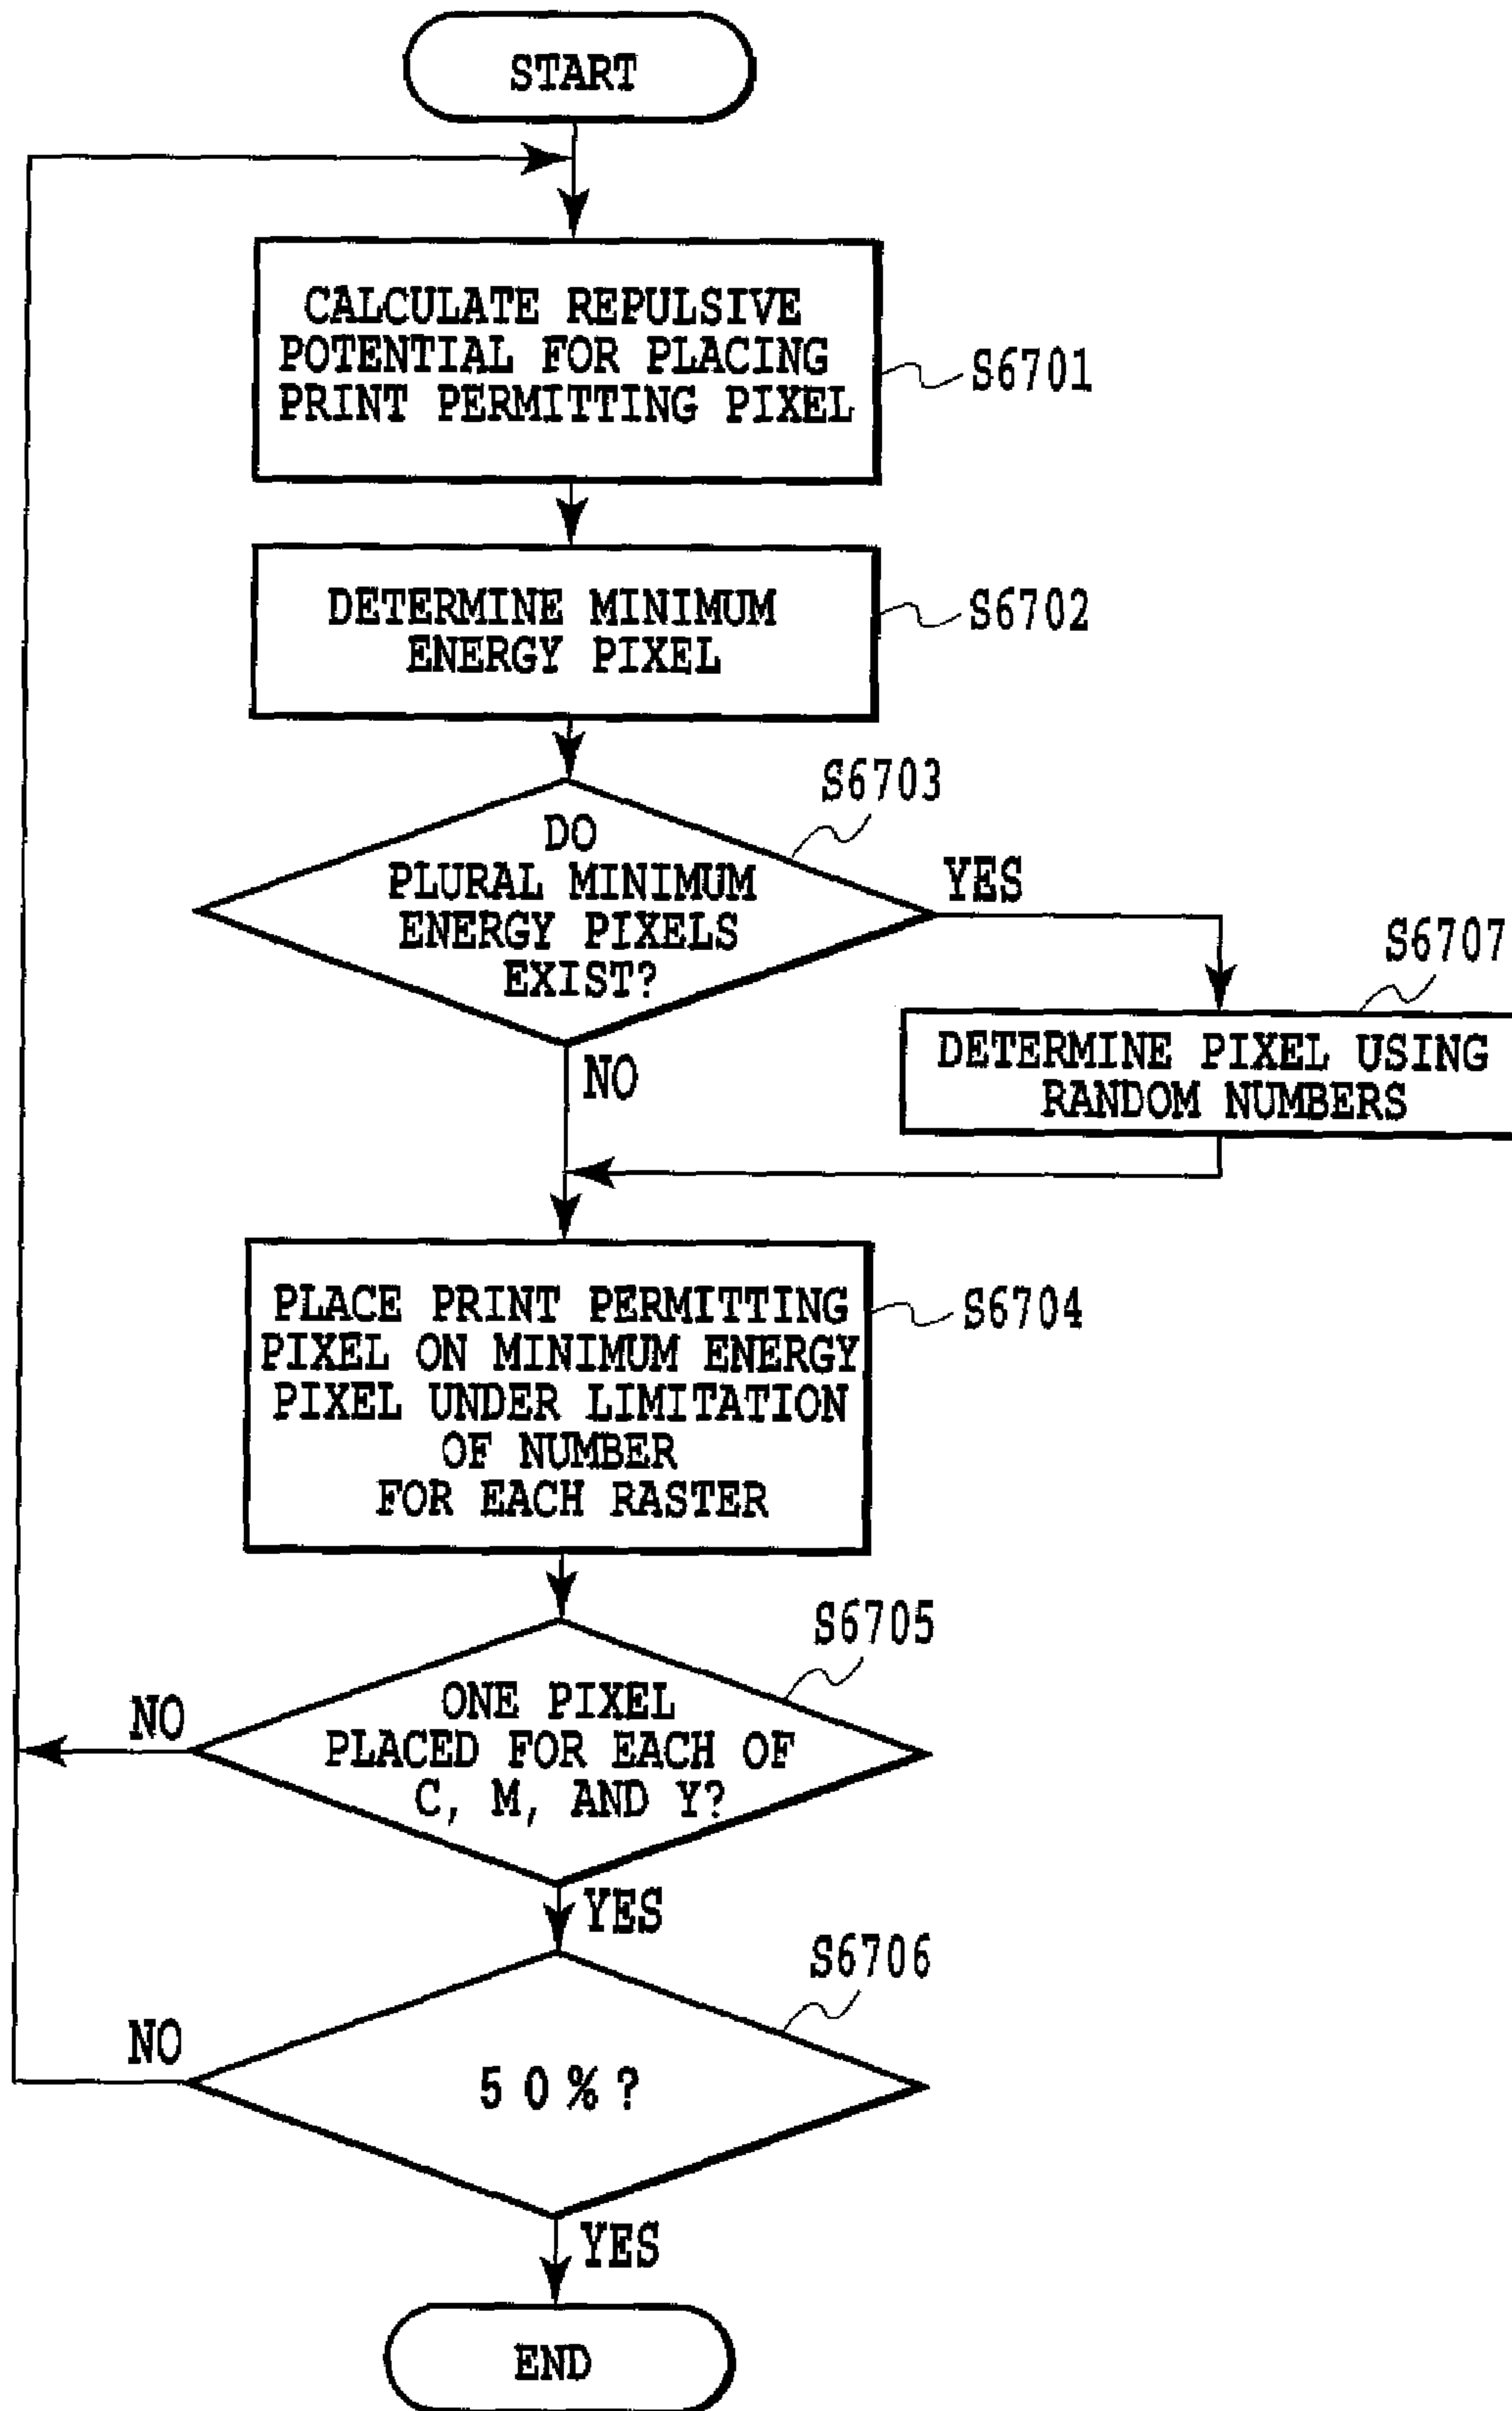 START
CALCULATE REPULSIVE
POTENTIAL FOR PLACING
PRINT PERMITTING PIXEL
S6701
DETERMINE MINIMUM
ENERGY PIXEL
S6702
S6703
DO
PLURAL MINIMUM
ENERGY PIXELS
EXIST?
YES
NO
S6707
DETERMINE PIXEL USING
RANDOM NUMBERS
PLACE PRINT PERMITTING
PIXEL ON MINIMUM ENERGY
PIXEL UNDER LIMITATION
OF NUMBER
FOR EACH RASTER
S6704
S6705
ONE PIXEL
PLACED FOR EACH OF
C, M, AND Y?
NO
YES
S6706
50%?
NO
YES
END